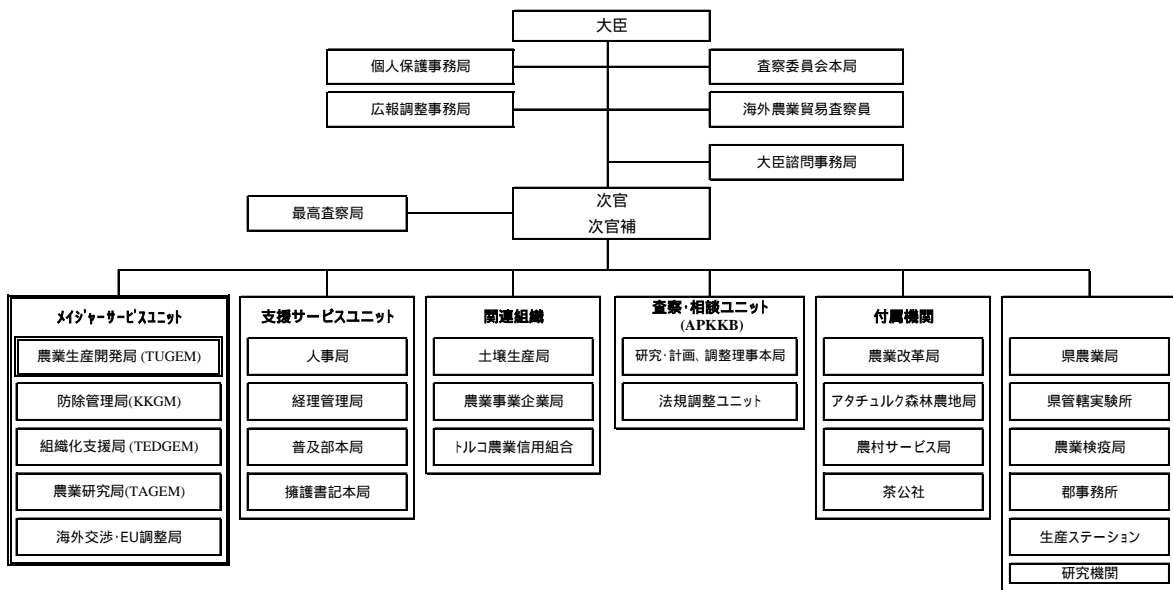 大臣
個人保護事務局
査察委員会本局
広報調整事務局
海外農業貿易査察員
大臣諮問事務局
最高査察局
次官
次官補
メイジャーサービスユニット
農業生産開発局 (TUGEM)
防除管理局(KKGM)
組織化支援局 (TEDGEM)
農業研究局(TAGEM)
海外交渉・EU調整局
支援サービスユニット
人事局
経理管理局
普及部本局
擁護書記本局
関連組織
土壌生産局
農業事業企業局
トルコ農業信用組合
査察・相談ユニット
(APKKB)
研究・計画、調整理事本局
法規調整ユニット
付属機関
農業改革局
アタチュルク森林農地局
農村サービス局
茶公社
県農業局
県管轄実験所
農業検疫局
郡事務所
生産ステーション
研究機関